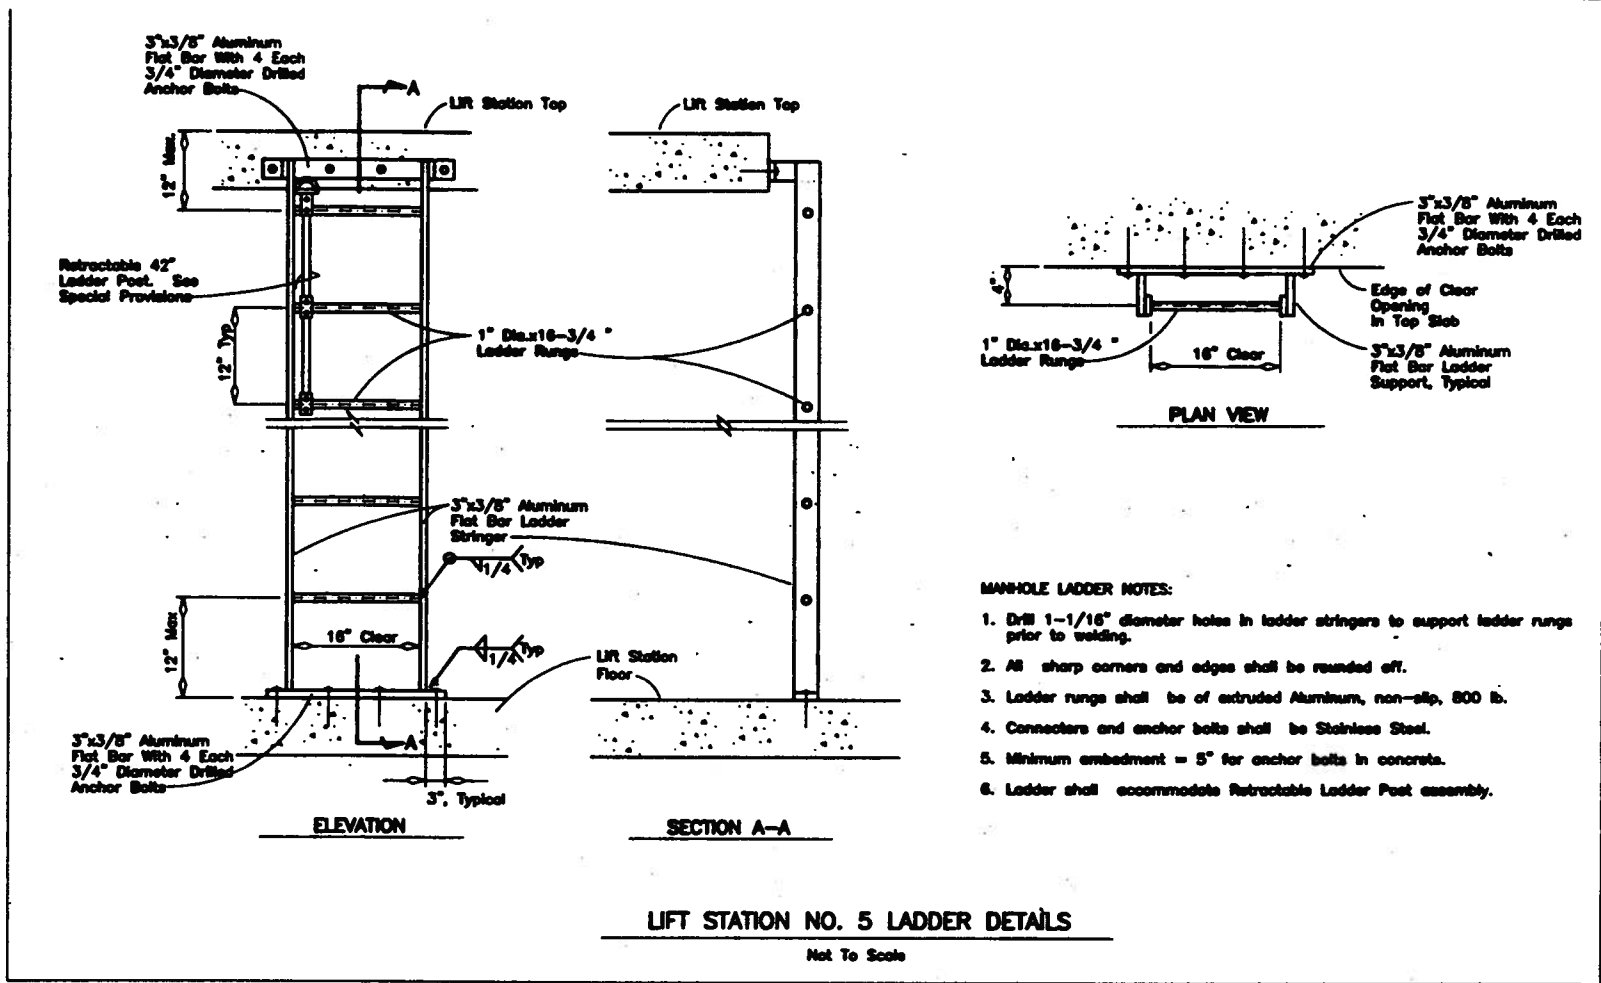 3"x3/8" Aluminum
Flat Bar With 4 Each
3/4" Diameter Drilled
Anchor Bolts
A
Lift Station Top
12" Max.
Retractable 42"
Ladder Post. See
Special Provisions
12" Typ
1" Dia.x16-3/4 "
Ladder Rungs
3"x3/8" Aluminum
Flat Bar Ladder
Stringer
1/4
Typ
12" Max
16" Clear
1/4
Typ
Lift Station
Floor
A
3"x3/8" Aluminum
Flat Bar With 4 Each
3/4" Diameter Drilled
Anchor Bolts
3", Typical
ELEVATION
Lift Station Top
SECTION A-A
3"x3/8" Aluminum
Flat Bar With 4 Each
3/4" Diameter Drilled
Anchor Bolts
4"
Edge of Clear
Opening
In Top Slab
1" Dia.x16-3/4 "
Ladder Rungs
16" Clear
3"x3/8" Aluminum
Flat Bar Ladder
Support, Typical
PLAN VIEW
MANHOLE LADDER NOTES:
1. Drill 1-1/16" diameter holes in ladder stringers to support ladder rungs
prior to welding.
2. All sharp corners and edges shall be rounded off.
3. Ladder rungs shall be of extruded Aluminum, non-slip, 800 lb.
4. Connectors and anchor bolts shall be Stainless Steel.
5. Minimum embedment = 5" for anchor bolts in concrete.
6. Ladder shall accommodate Retractable Ladder Post assembly.
LIFT STATION NO. 5 LADDER DETAILS
Not To Scale